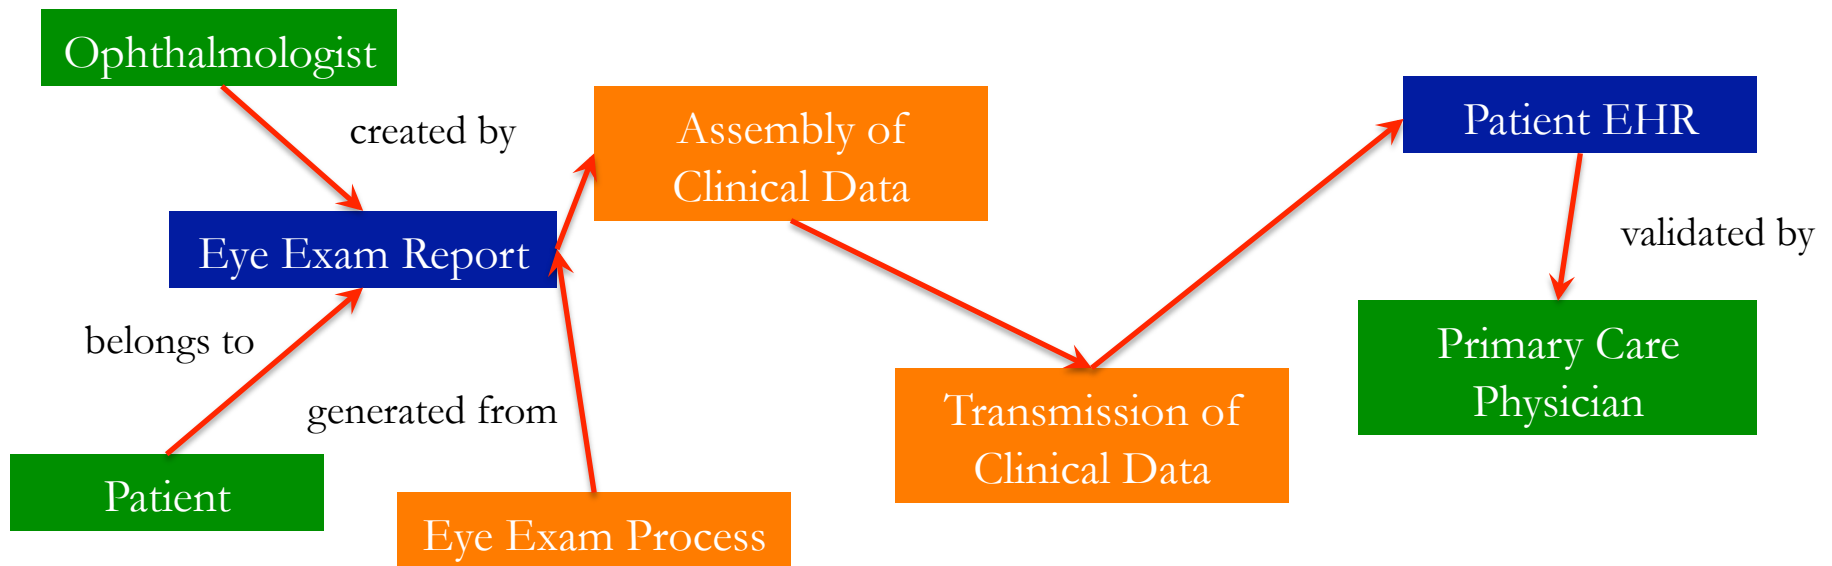 Ophthalmologist
created by
Assembly of
Clinical Data
Patient EHR
Eye Exam Report
validated by
belongs to
Primary Care
Physician
generated from
Transmission of
Clinical Data
Patient
Eye Exam Process